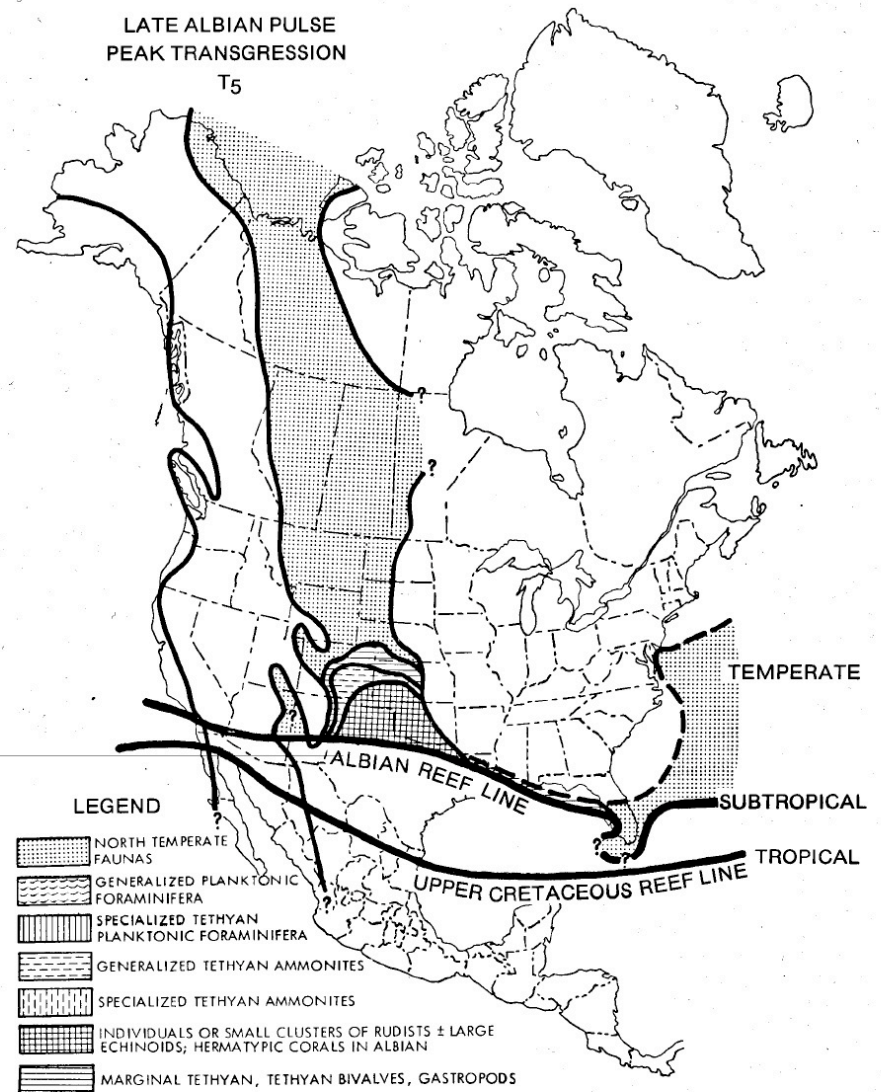 LATE ALBIAN PULSE
PEAK TRANSGRESSION
T5
?
?
TEMPERATE
?
ALBIAN REEF LINE
SUBTROPICAL
?
?
?
TROPICAL
UPPER CRETACEOUS REEF LINE
?
LEGEND
NORTH TEMPERATE
FAUNAS
GENERALIZED PLANKTONIC
FORAMINIFERA
SPECIALIZED TETHYAN
PLANKTONIC FORAMINIFERA
GENERALIZED TETHYAN AMMONITES
SPECIALIZED TETHYAN AMMONITES
INDIVIDUALS OR SMALL CLUSTERS OF RUDISTS ± LARGE
ECHINOIDS; HERMATYPIC CORALS IN ALBIAN
MARGINAL TETHYAN, TETHYAN BIVALVES, GASTROPODS